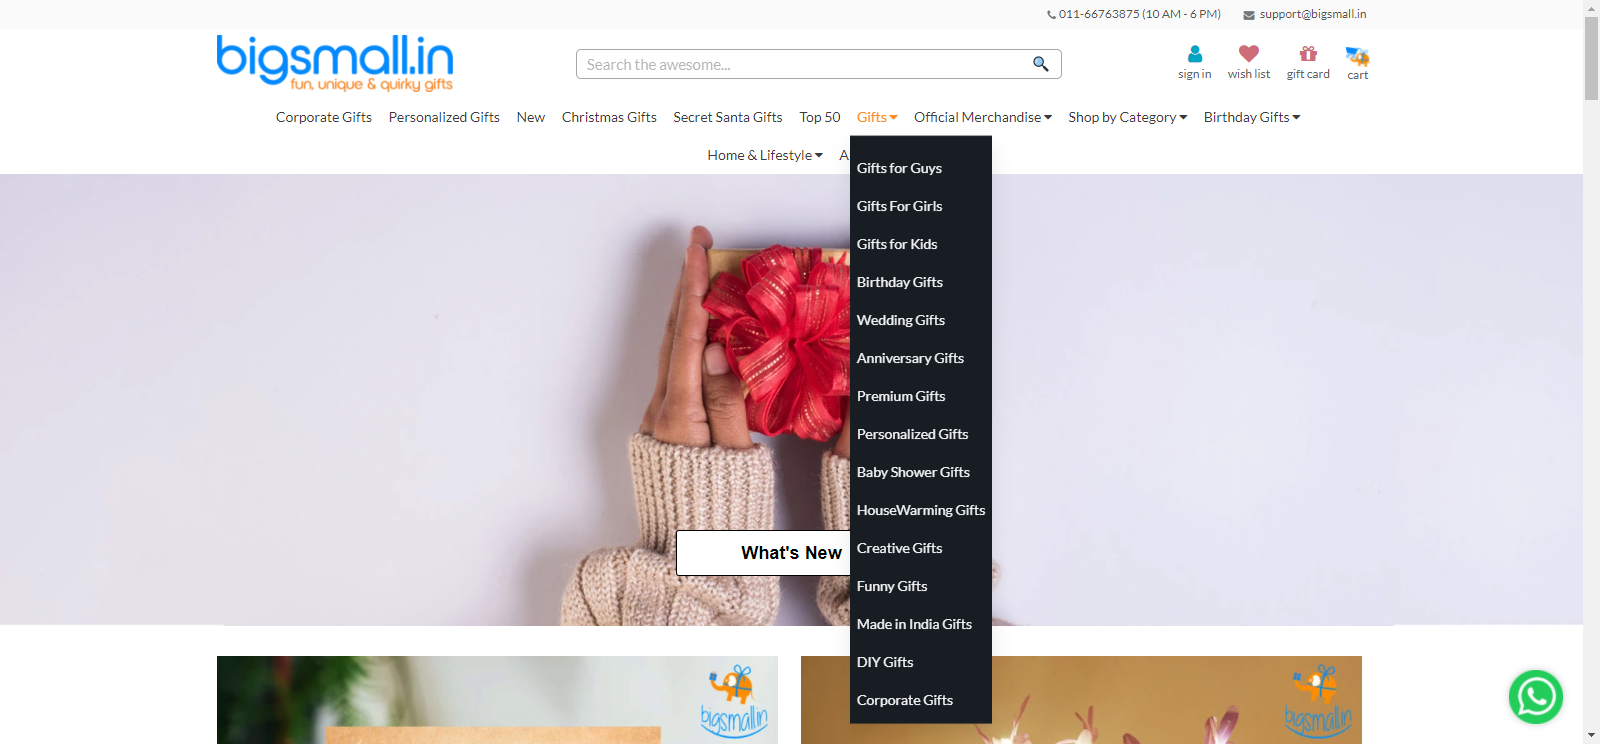 011-66763875 (10 AM - 6 PM) support@bigsmall.in
bigsmall.in
fun, unique & quirky gifts
Search the awesome...
sign in wish list gift card cart
Corporate Gifts Personalized Gifts New Christmas Gifts Secret Santa Gifts Top 50 Gifts Official Merchandise Shop by Category Birthday Gifts
Home & Lifestyle A
Gifts for Guys
Gifts For Girls
Gifts for Kids
Birthday Gifts
Wedding Gifts
Anniversary Gifts
Premium Gifts
Personalized Gifts
Baby Shower Gifts
HouseWarming Gifts
Creative Gifts
Funny Gifts
Made in India Gifts
DIY Gifts
Corporate Gifts
What's New
bigsmall.in
bigsmall.in